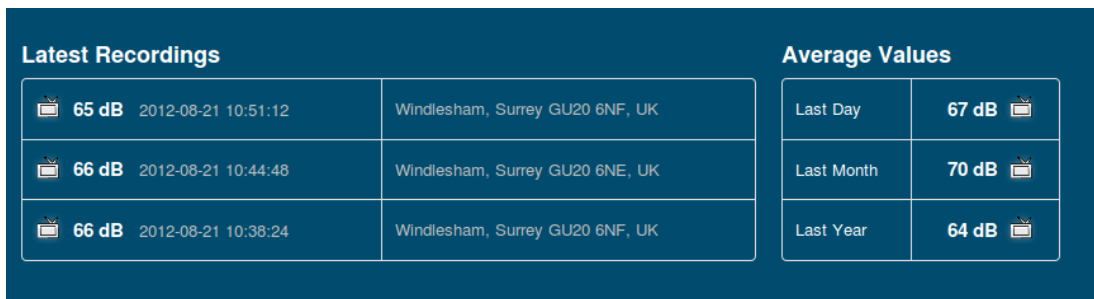 Latest Recordings
65 dB 2012-08-21 10:51:12 Windlesham, Surrey GU20 6NF, UK
66 dB 2012-08-21 10:44:48 Windlesham, Surrey GU20 6NE, UK
66 dB 2012-08-21 10:38:24 Windlesham, Surrey GU20 6NF, UK
Average Values
Last Day 67 dB
Last Month 70 dB
Last Year 64 dB